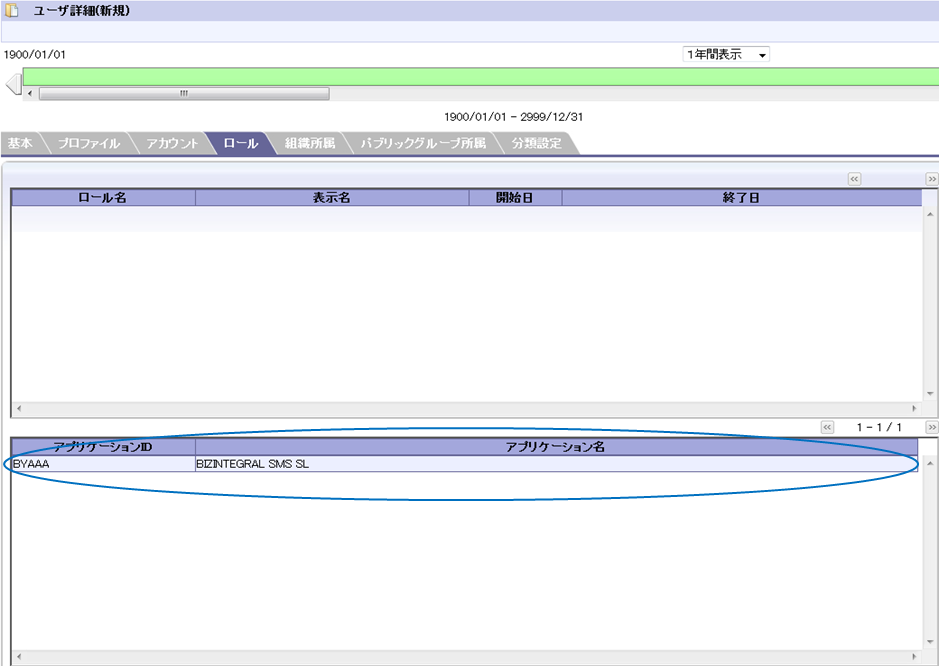 ユーザ詳細(新規)
1900/01/01
1年間表示
1900/01/01 - 2999/12/31
基本 プロファイル アカウント ロール 組織所属 パブリックグループ所属 分類設定
ロール名 表示名 開始日 終了日
1 - 1 / 1
アプリケーションID アプリケーション名
BYAAA BIZINTEGRAL SMS SL